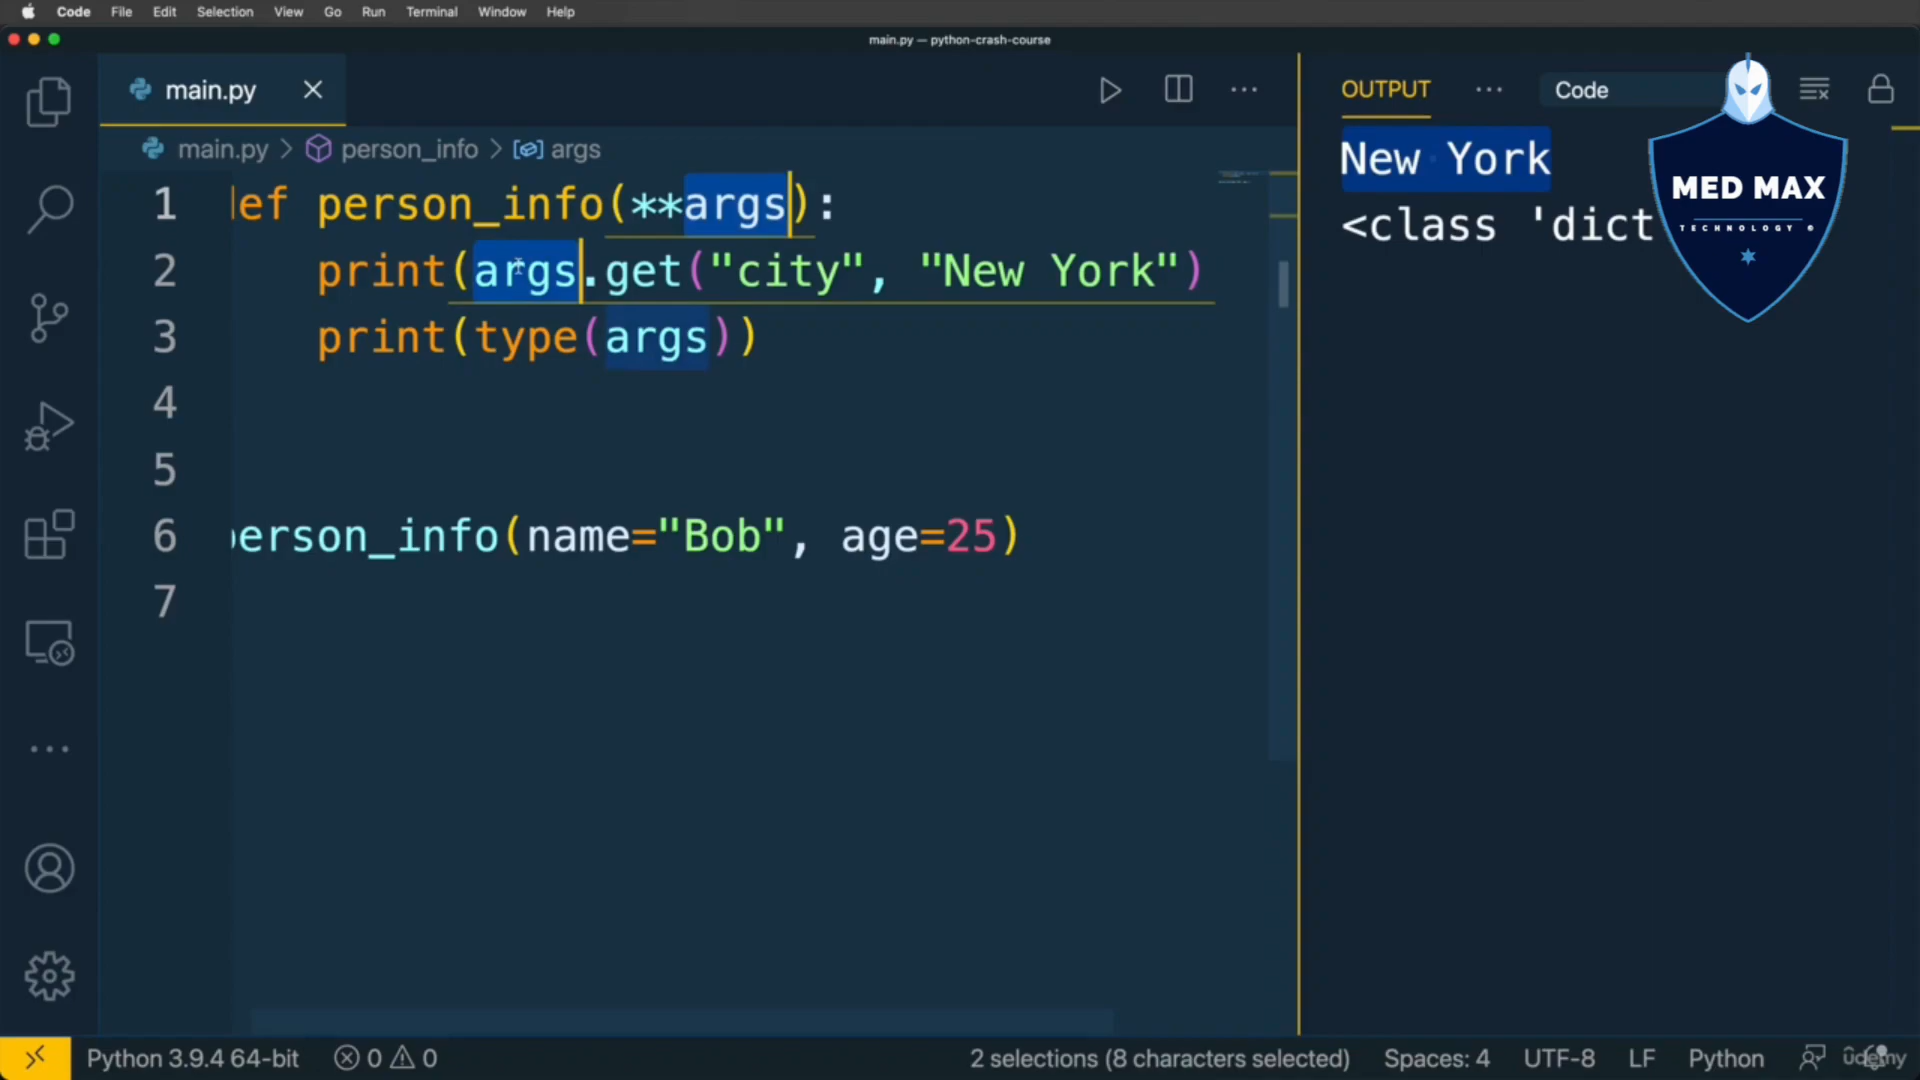 Code File Edit Selection View Go Run Terminal Window Help
main.py — python-crash-course
main.py
OUTPUT
Code
main.py > person_info > args
1 def person_info(**args):
2 print(args.get("city", "New York")
3 print(type(args))
4
5
6 person_info(name="Bob", age=25)
7
New York
<class 'dict
MED MAX
TECHNOLOGY
Python 3.9.4 64-bit
0
0
2 selections (8 characters selected)
Spaces: 4
UTF-8
LF
Python
udemy